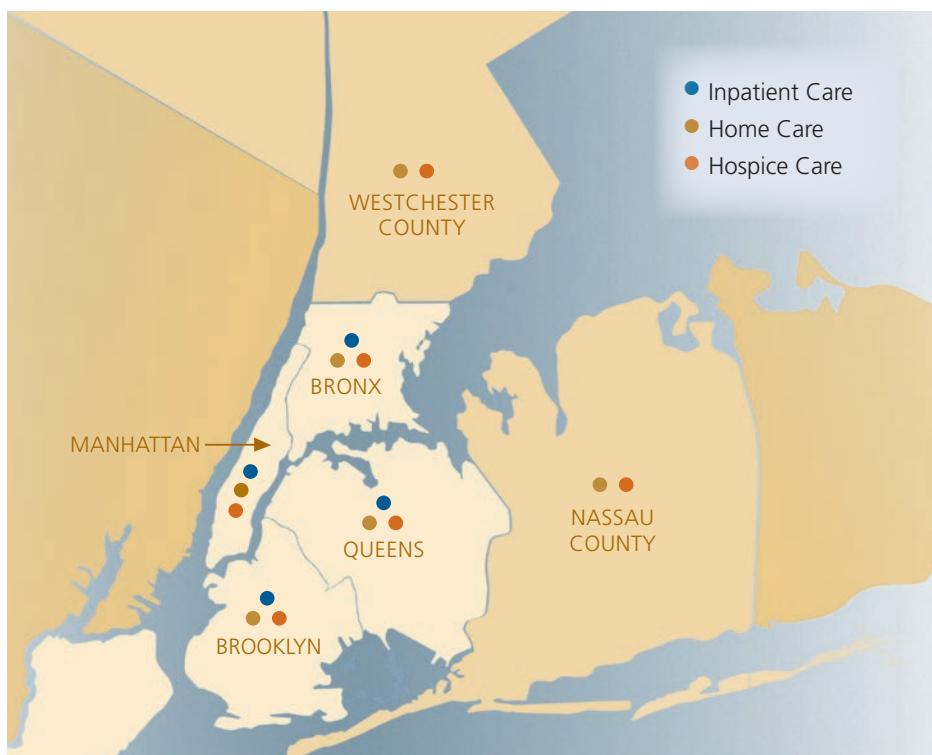 Inpatient Care
Home Care
Hospice Care
WESTCHESTER
COUNTY
BRONX
MANHATTAN
NASSAU
COUNTY
QUEENS
BROOKLYN